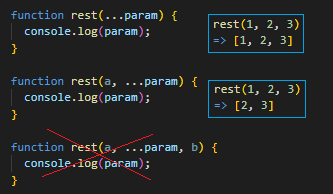 function rest(...param) {
console.log(param);
}
rest(1, 2, 3)
=> [1, 2, 3]
function rest(a, ...param) {
console.log(param);
}
rest(1, 2, 3)
=> [2, 3]
function rest(a, ...param, b) {
console.log(param);
}